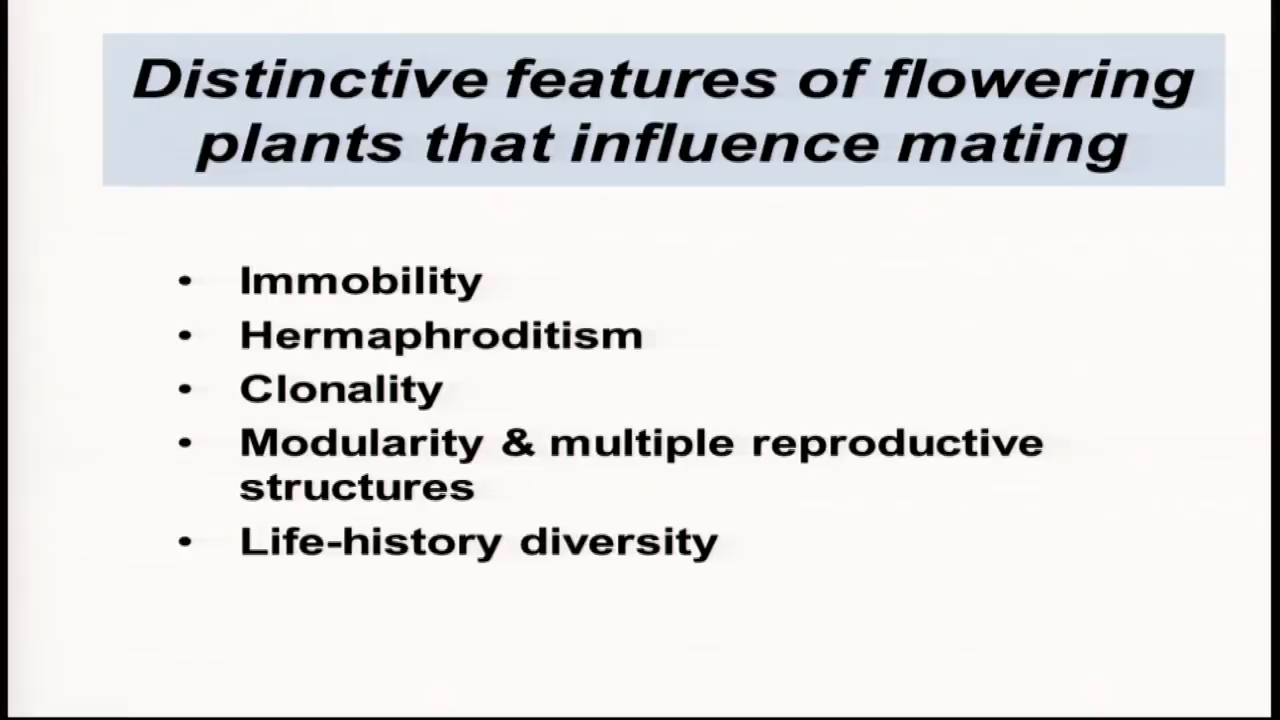 Distinctive features of flowering
plants that influence mating
• Immobility
• Hermaphroditism
• Clonality
• Modularity & multiple reproductive
structures
• Life-history diversity